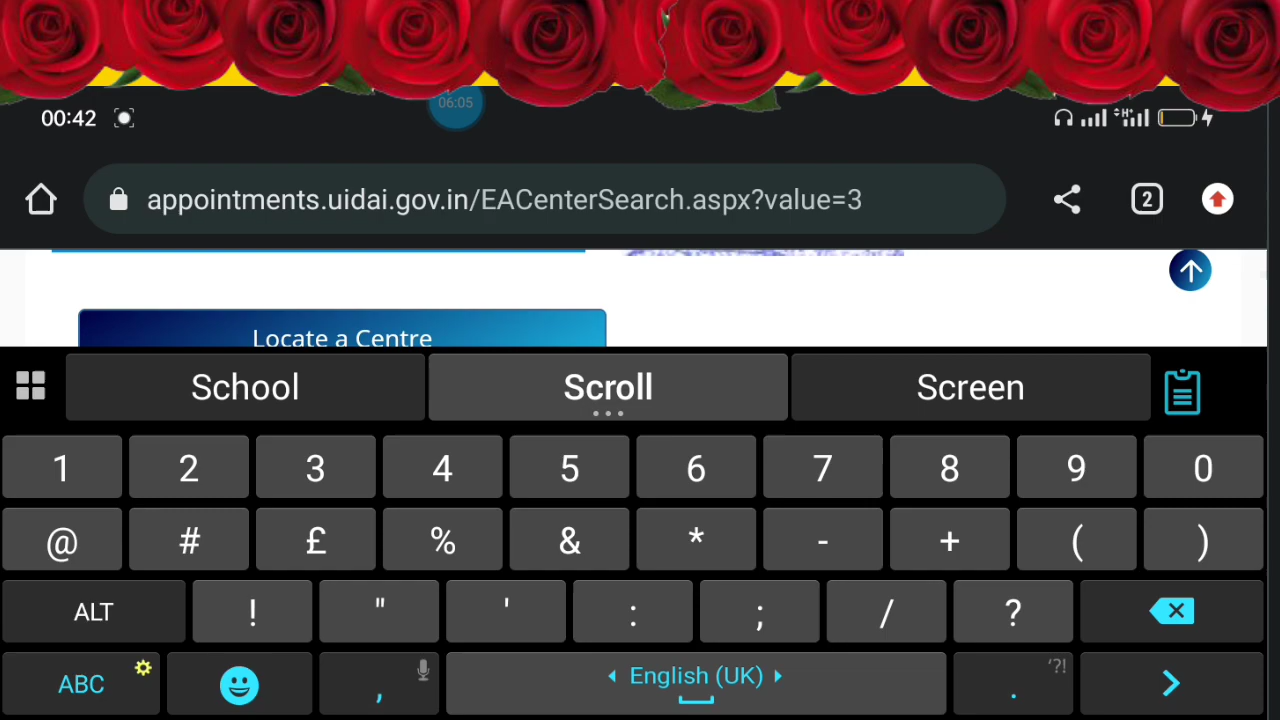 06:05
00:42
appointments.uidai.gov.in/EACenterSearch.aspx?value=3
2
Locate a Centre
School Scroll Screen
1 2 3 4 5 6 7 8 9 0
@ # £ % & * - + ( )
ALT ! " ' : ; / ?
ABC , English (UK) . ‘?!